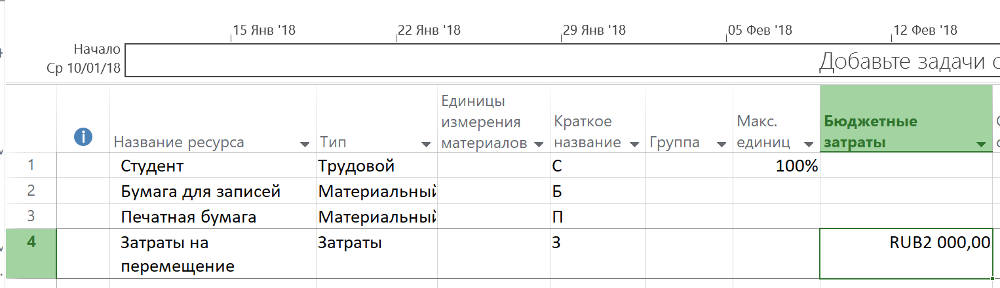 15 Янв '18 22 Янв '18 29 Янв '18 05 Фев '18 12 Фев '18
Начало
Ср 10/01/18
Добавьте задачи с
Название ресурса Тип Единицы измерения материалов Краткое название Группа Макс. единиц Бюджетные затраты
1 Студент Трудовой С 100%
2 Бумага для записей Материальный Б
3 Печатная бумага Материальный П
4 Затраты на Затраты З RUB2 000,00
перемещение